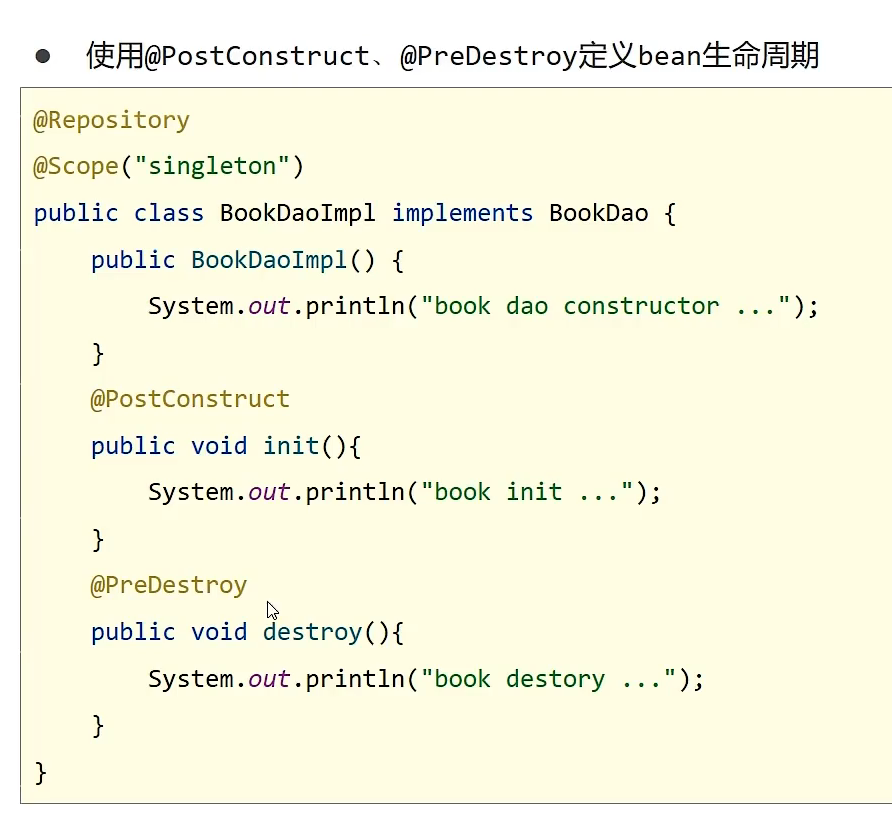 ● 使用@PostConstruct、@PreDestroy定义bean生命周期
@Repository
@Scope("singleton")
public class BookDaoImpl implements BookDao {
    public BookDaoImpl() {
        System.out.println("book dao constructor ...");
    }
    @PostConstruct
    public void init(){
        System.out.println("book init ...");
    }
    @PreDestroy
    public void destroy(){
        System.out.println("book destory ...");
    }
}